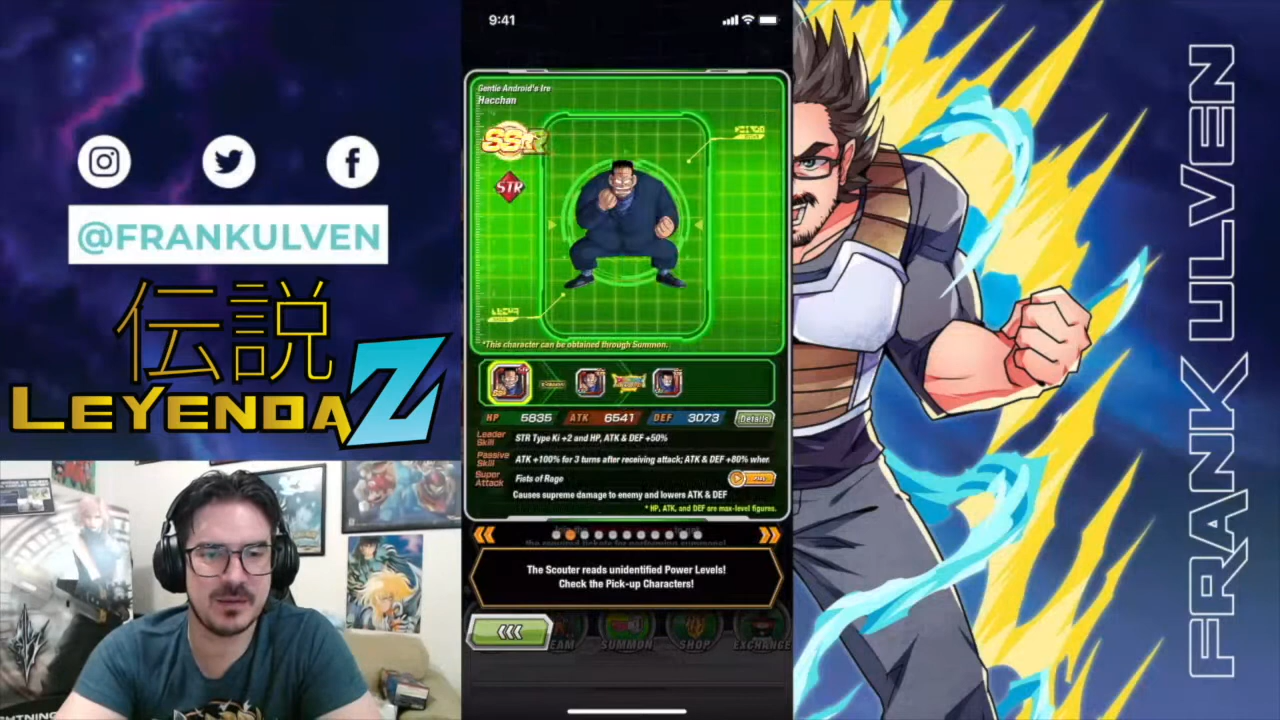 @FRANKULVEN
伝説
LEYENDA Z
9:41
Gentle Android's Ire
Hacchan
SSR
STR
*This character can be obtained through Summon.
HP 5835 ATK 6541 DEF 3073 Details
Leader Skill
STR Type Ki +2 and HP, ATK & DEF +50%
Passive Skill
ATK +100% for 3 turns after receiving attack; ATK & DEF +80% when
Super Attack
Fists of Rage
Causes supreme damage to enemy and lowers ATK & DEF
* HP, ATK, and DEF are max-level figures.
The Scouter reads unidentified Power Levels!
Check the Pick-up Characters!
TEAM SUMMON SHOP EXCHANGE
FRANK ULVEN